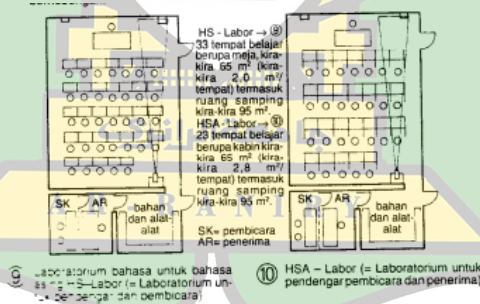 HS - Labor → ⑨
33 tempat belajar
berupa meja, kira-
kira 65 m² (kira-
kira 2,0 m²/
tempat) termasuk
ruang samping
kira-kira 95 m².
HSA - Labor → ⑩
23 tempat belajar
berupa kabin kira-
kira 65 m² (kira-
kira 2,8 m²/
tempat) termasuk
ruang samping
kira-kira 95 m².
SK= pembicara
AR= penerima
SK AR bahan
dan alat-
alat
SK AR bahan
dan alat-
alat
AR-RANIRY
⑨ Laboratorium bahasa untuk bahasa
asing HS-Labor (= Laboratorium un-
tuk pendengar dan pembicara)
⑩ HSA - Labor (= Laboratorium untuk
pendengar pembicara dan penerima)